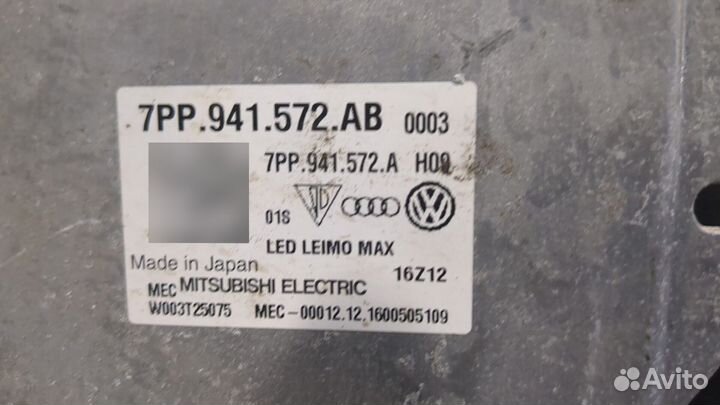 7PP.941.572.AB 0003
7PP.941.572.A H09
01S
LED LEIMO MAX
Made in Japan 16Z12
MEC MITSUBISHI ELECTRIC
W003T25075 MEC-00012.12.1600505109
Avito